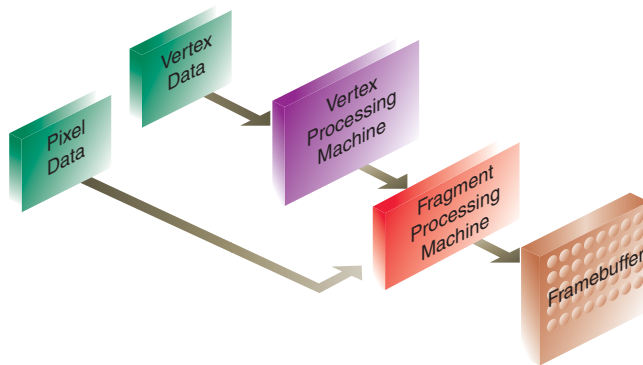 Vertex
Data
Pixel
Data
Vertex
Processing
Machine
Fragment
Processing
Machine
Framebuffer